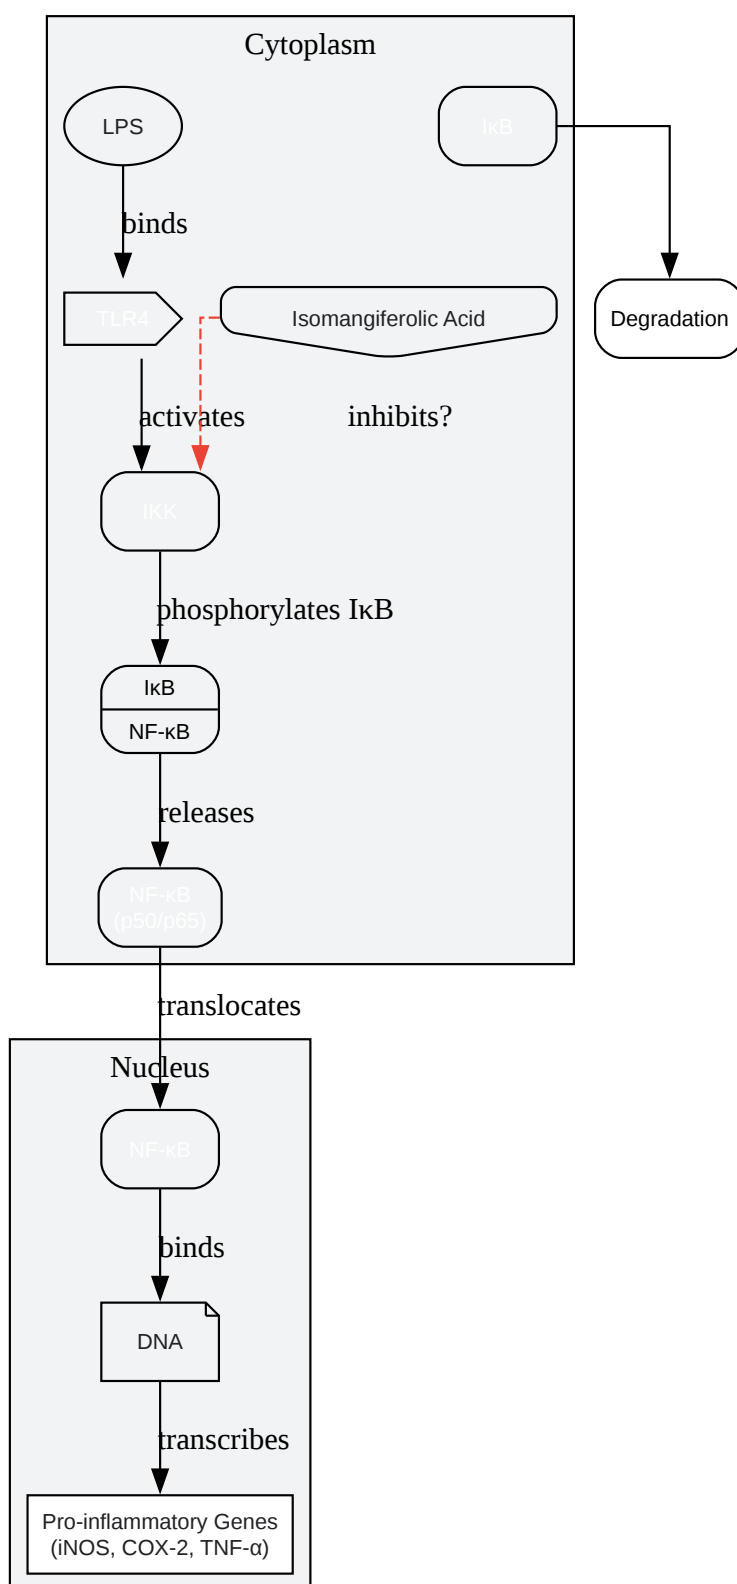 Cytoplasm
LPS
IκB
binds
TLR4
Isomangiferolic Acid
Degradation
activates
inhibits?
IKK
phosphorylates IκB
IκB
NF-κB
releases
NF-κB
(p50/p65)
translocates
Nucleus
NF-κB
binds
DNA
transcribes
Pro-inflammatory Genes
(iNOS, COX-2, TNF-α)